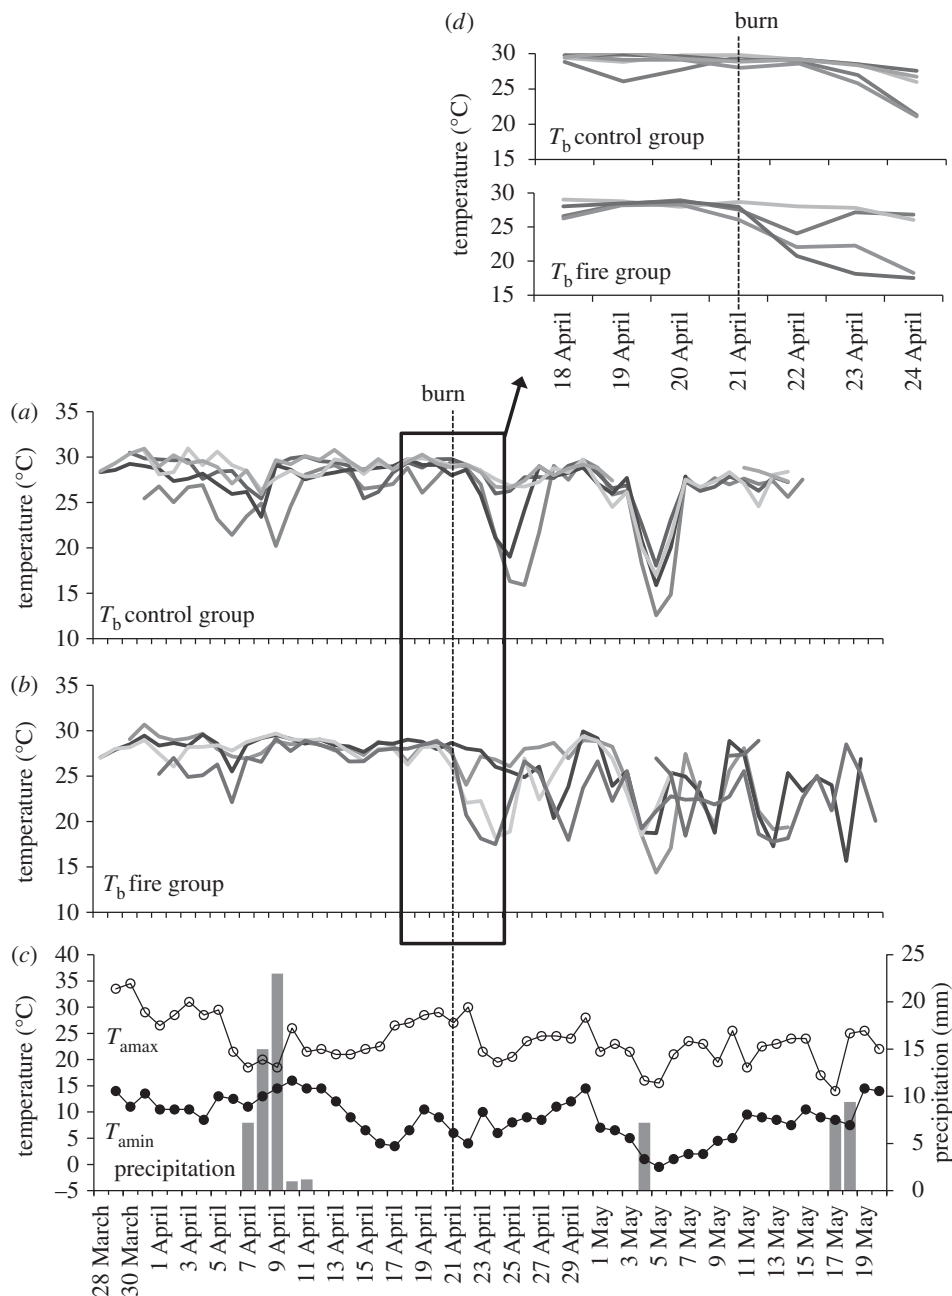 (d)
burn
30
25
20
15
T_b control group
temperature (°C)
30
25
20
15
T_b fire group
18 April
19 April
20 April
21 April
22 April
23 April
24 April
(a)
burn
35
30
25
20
15
10
temperature (°C)
T_b control group
(b)
35
30
25
20
15
10
temperature (°C)
T_b fire group
(c)
40
35
30
25
20
15
10
5
0
–5
temperature (°C)
T_amax
T_amin
precipitation
25
20
15
10
5
0
precipitation (mm)
28 March
30 March
1 April
3 April
5 April
7 April
9 April
11 April
13 April
15 April
17 April
19 April
21 April
23 April
25 April
27 April
29 April
1 May
3 May
5 May
7 May
9 May
11 May
13 May
15 May
17 May
19 May